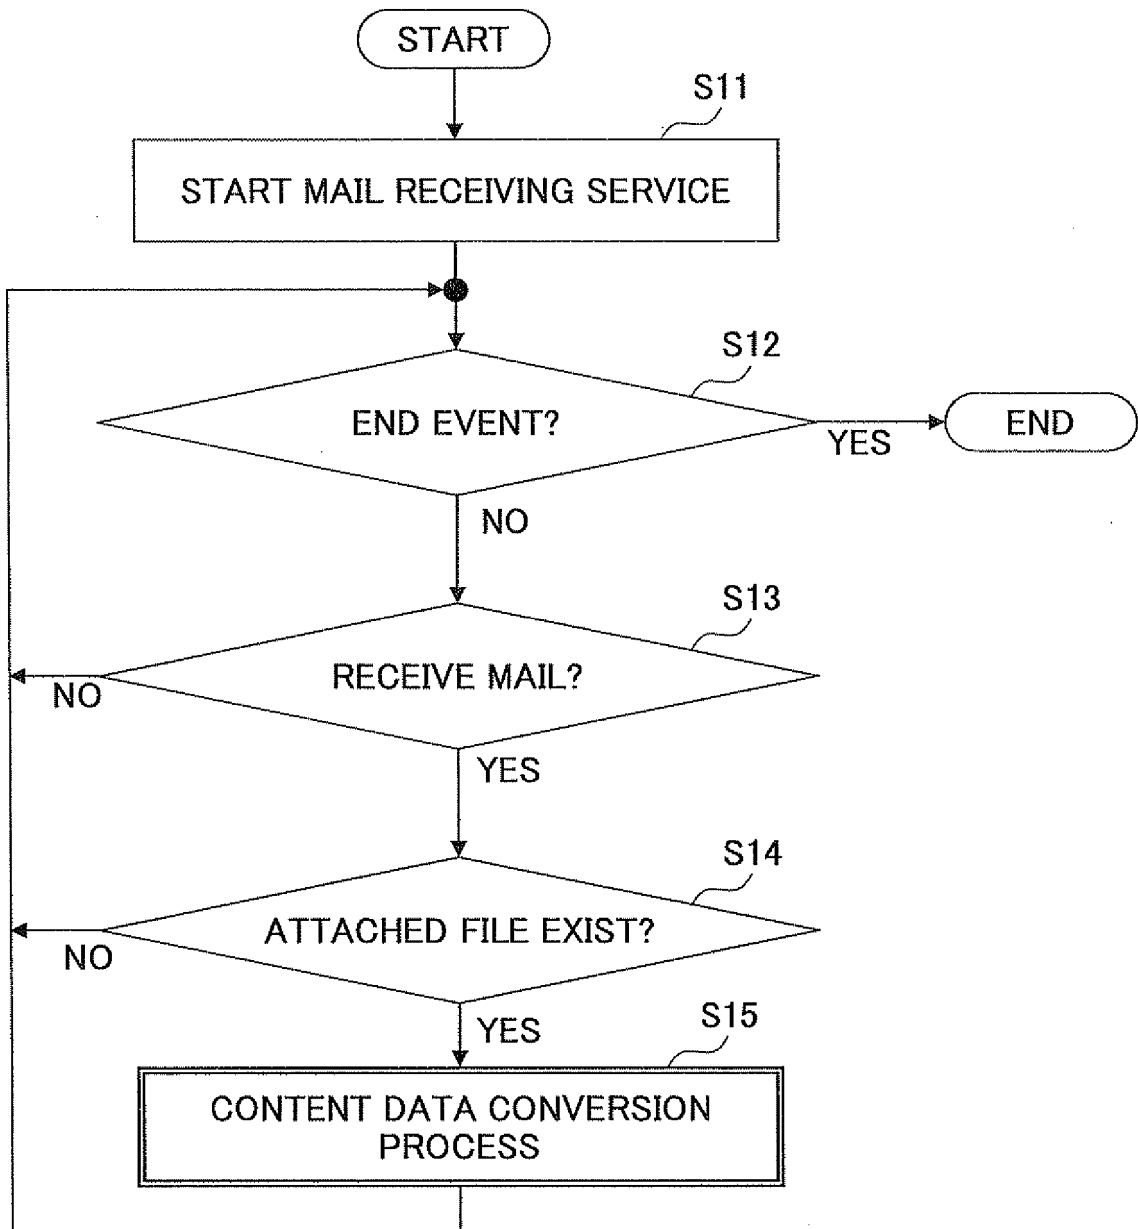 START
S11
START MAIL RECEIVING SERVICE
S12
END EVENT?
YES
END
NO
S13
RECEIVE MAIL?
NO
YES
S14
ATTACHED FILE EXIST?
NO
YES
S15
CONTENT DATA CONVERSION
PROCESS